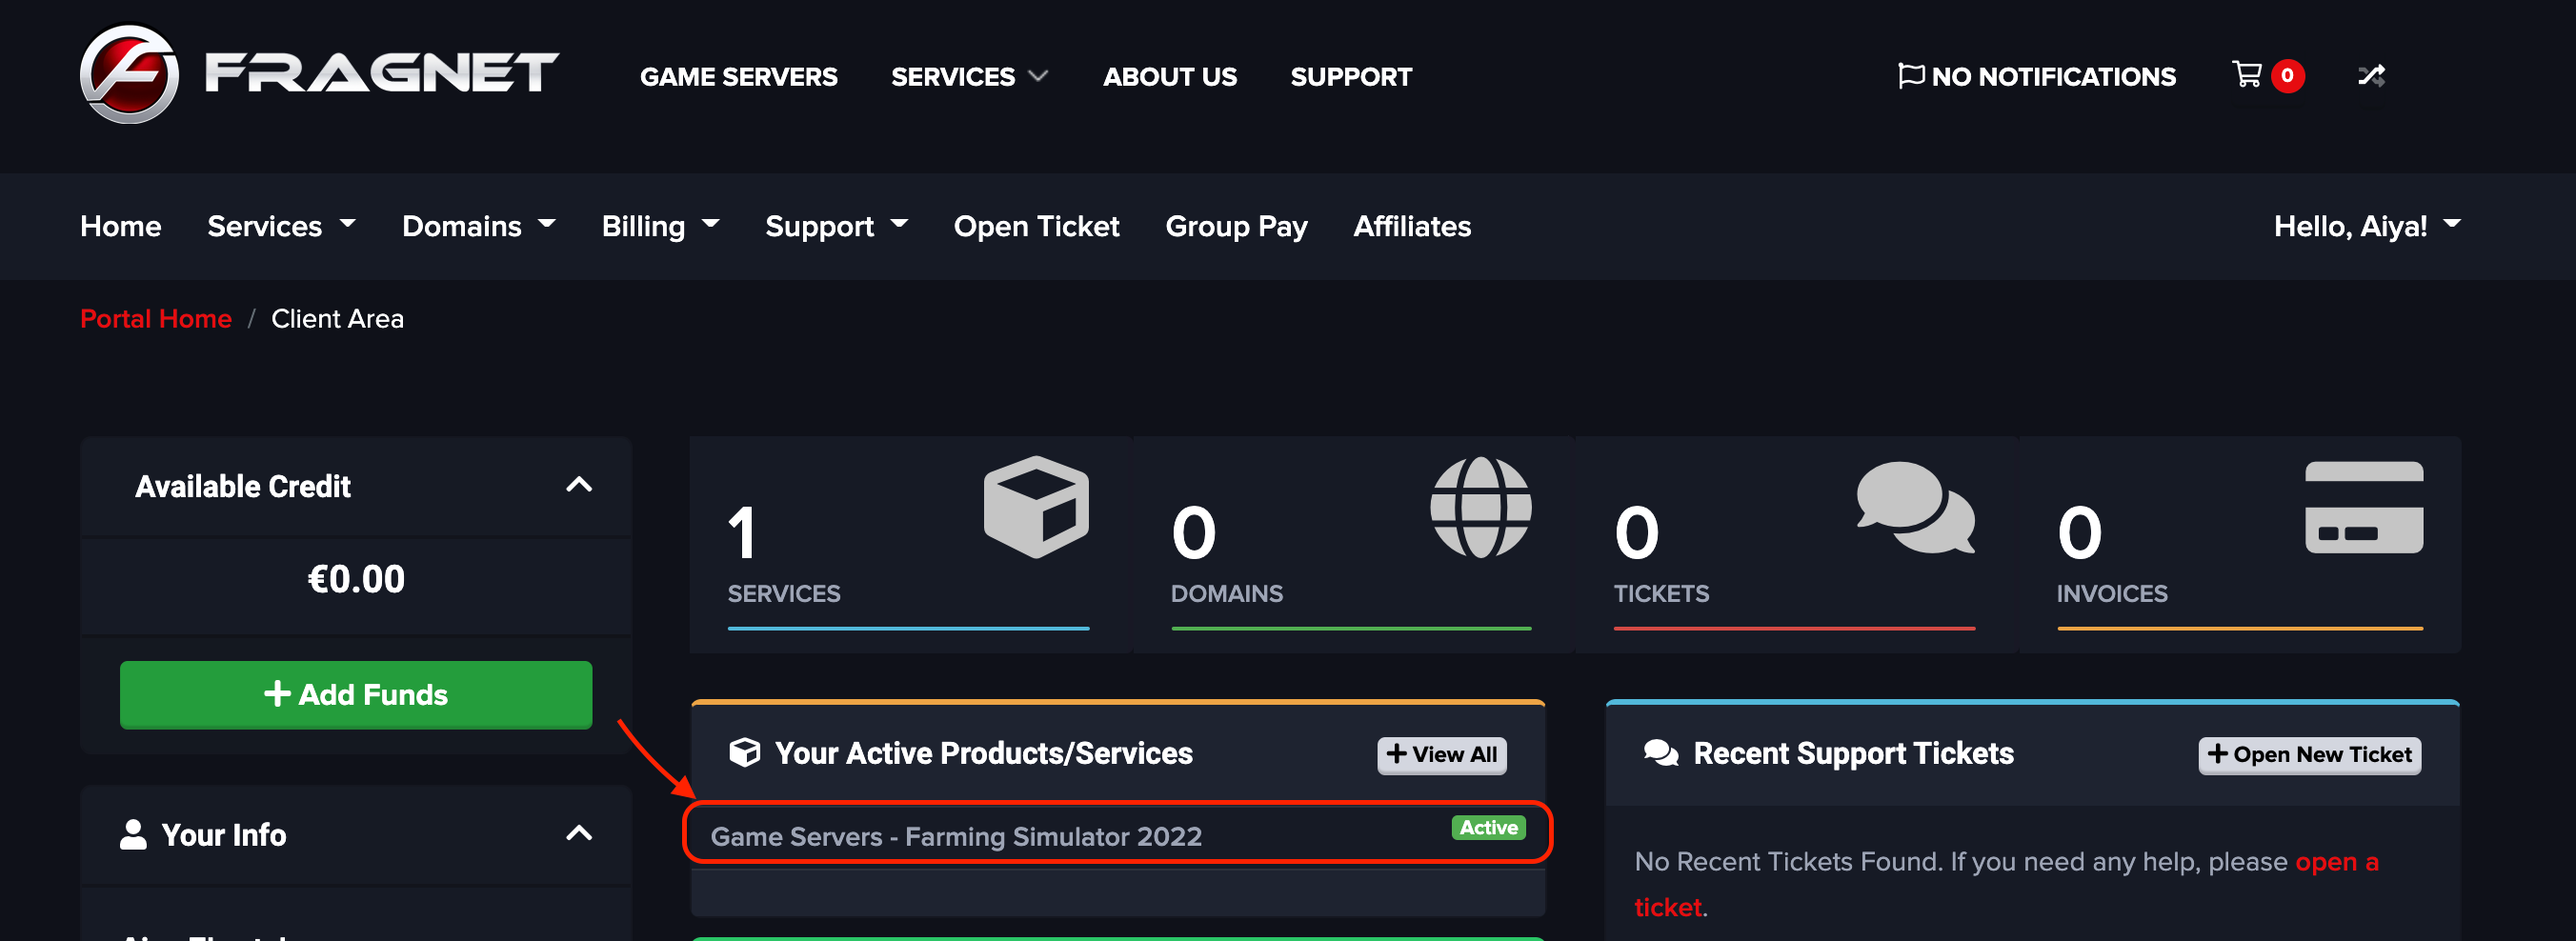 FRAGNET
GAME SERVERS SERVICES ABOUT US SUPPORT NO NOTIFICATIONS 0
Home Services Domains Billing Support Open Ticket Group Pay Affiliates Hello, Aiya!
Portal Home / Client Area
Available Credit
€0.00
+ Add Funds
Your Info
1
SERVICES
0
DOMAINS
0
TICKETS
0
INVOICES
Your Active Products/Services + View All
Game Servers - Farming Simulator 2022 Active
Recent Support Tickets + Open New Ticket
No Recent Tickets Found. If you need any help, please open a
ticket.